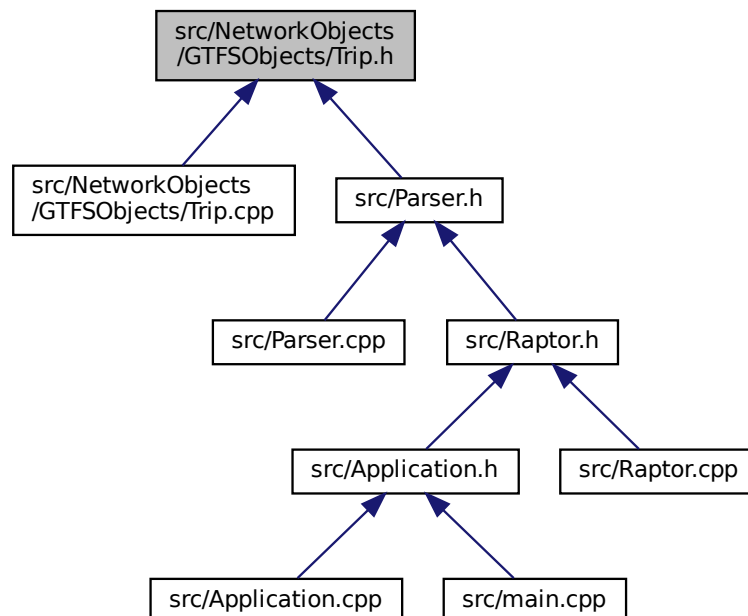 src/NetworkObjects
/GTFSObjects/Trip.h
src/NetworkObjects
/GTFSObjects/Trip.cpp
src/Parser.h
src/Parser.cpp
src/Raptor.h
src/Application.h
src/Raptor.cpp
src/Application.cpp
src/main.cpp